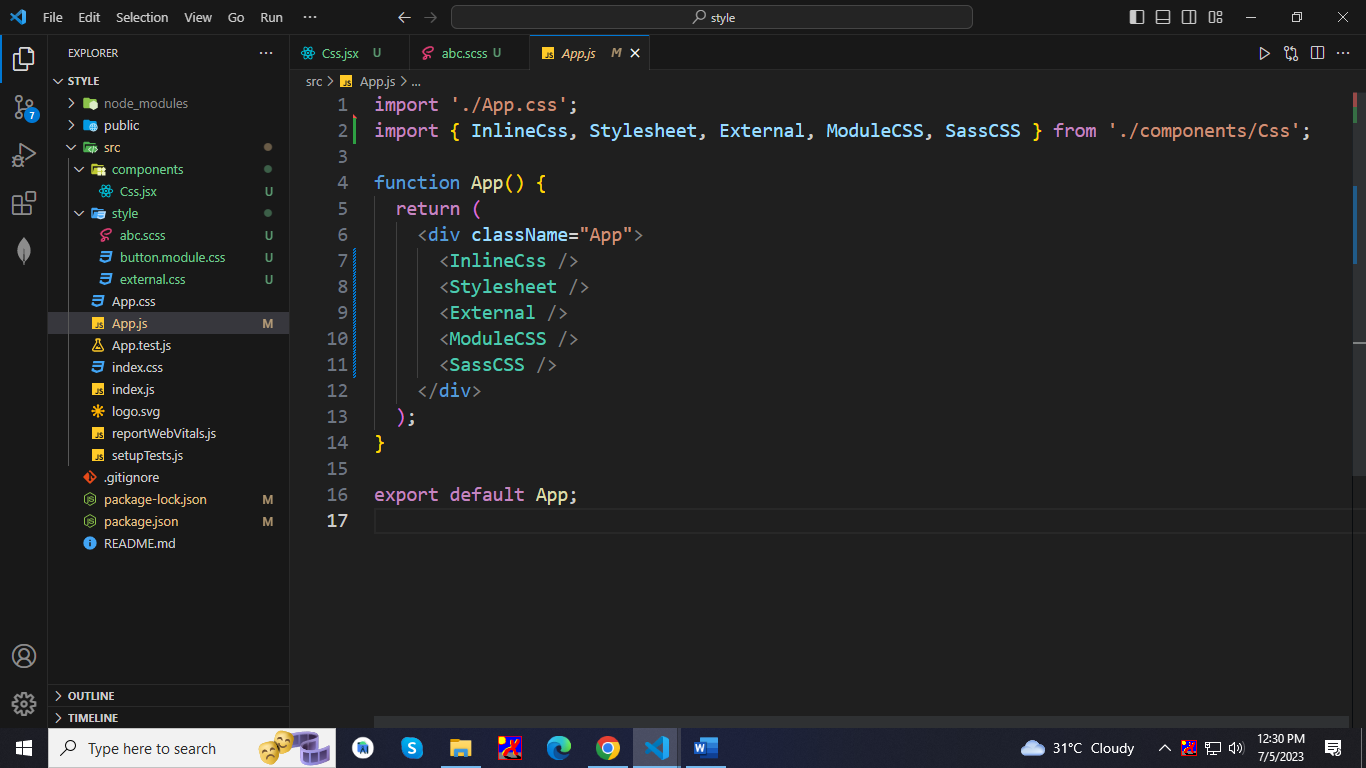 File Edit Selection View Go Run ··· style
EXPLORER ···
STYLE
node_modules
public
src
components
Css.jsx U
style
abc.scss U
button.module.css U
external.css U
App.css
App.js M
App.test.js
index.css
index.js
logo.svg
reportWebVitals.js
setupTests.js
.gitignore
package-lock.json M
package.json M
README.md
OUTLINE
TIMELINE
7
Css.jsx U abc.scss U App.js M
src > App.js > ...
1 import './App.css';
2 import { InlineCss, Stylesheet, External, ModuleCSS, SassCSS } from './components/Css';
3
4 function App() {
5 return (
6 <div className="App">
7 <InlineCss />
8 <Stylesheet />
9 <External />
10 <ModuleCSS />
11 <SassCSS />
12 </div>
13 );
14 }
15
16 export default App;
17
Type here to search
31°C Cloudy
12:30 PM
7/5/2023